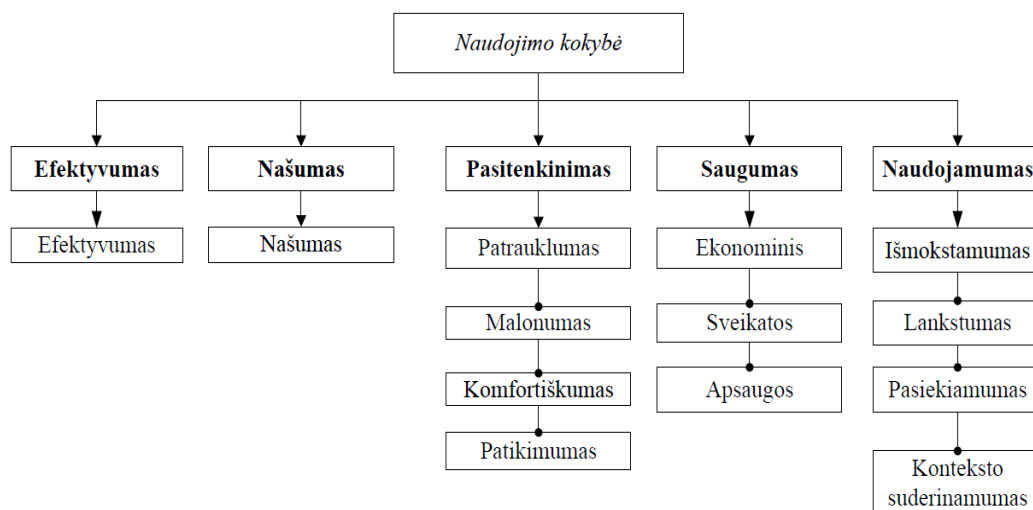 Naudojimo kokybė
Efektyvumas
Našumas
Pasitenkinimas
Saugumas
Naudojamumas
Efektyvumas
Našumas
Patrauklumas
Ekonominis
Išmokstamumas
Malonumas
Sveikatos
Lankstumas
Komfortiškumas
Apsaugos
Pasiekiamumas
Patikimumas
Konteksto
suderinamumas